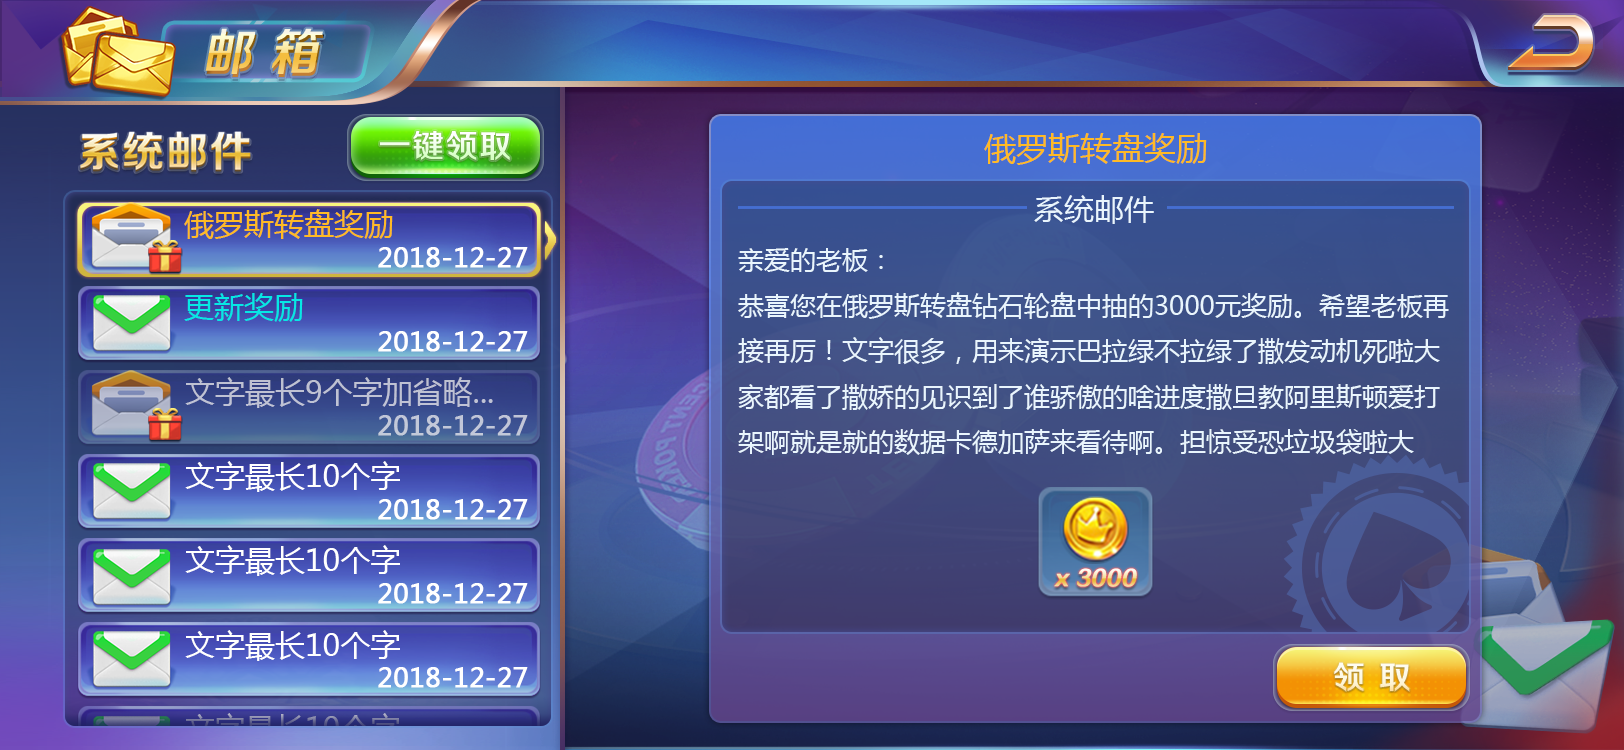 邮箱
系统邮件
一键领取
俄罗斯转盘奖励
2018-12-27
更新奖励
2018-12-27
文字最长9个字加省略...
2018-12-27
文字最长10个字
2018-12-27
文字最长10个字
2018-12-27
文字最长10个字
2018-12-27
文字最长10个字
俄罗斯转盘奖励
系统邮件
亲爱的老板：
恭喜您在俄罗斯转盘钻石轮盘中抽的3000元奖励。希望老板再
接再厉！文字很多，用来演示巴拉绿不拉绿了撒发动机死啦大
家都看了撒娇的见识到了谁骄傲的啥进度撒旦教阿里斯顿爱打
架啊就是就的数据卡德加萨来看待啊。担惊受恐垃圾袋啦大
x 3000
领取